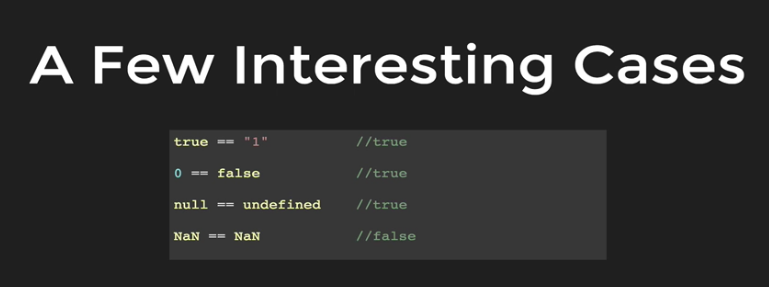 A Few Interesting Cases
true == "1" //true
0 == false //true
null == undefined //true
NaN == NaN //false